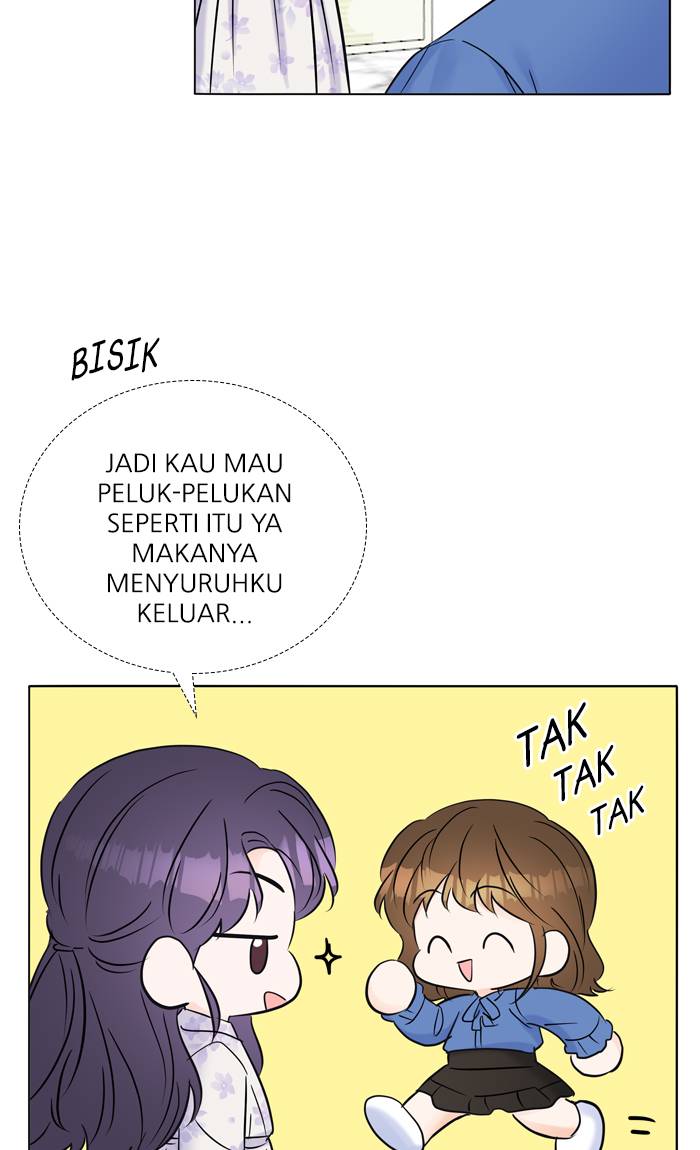 BISIK
JADI KAU MAU
PELUK-PELUKAN
SEPERTI ITU YA
MAKANYA
MENYURUHKU
KELUAR...
TAK
TAK
TAK